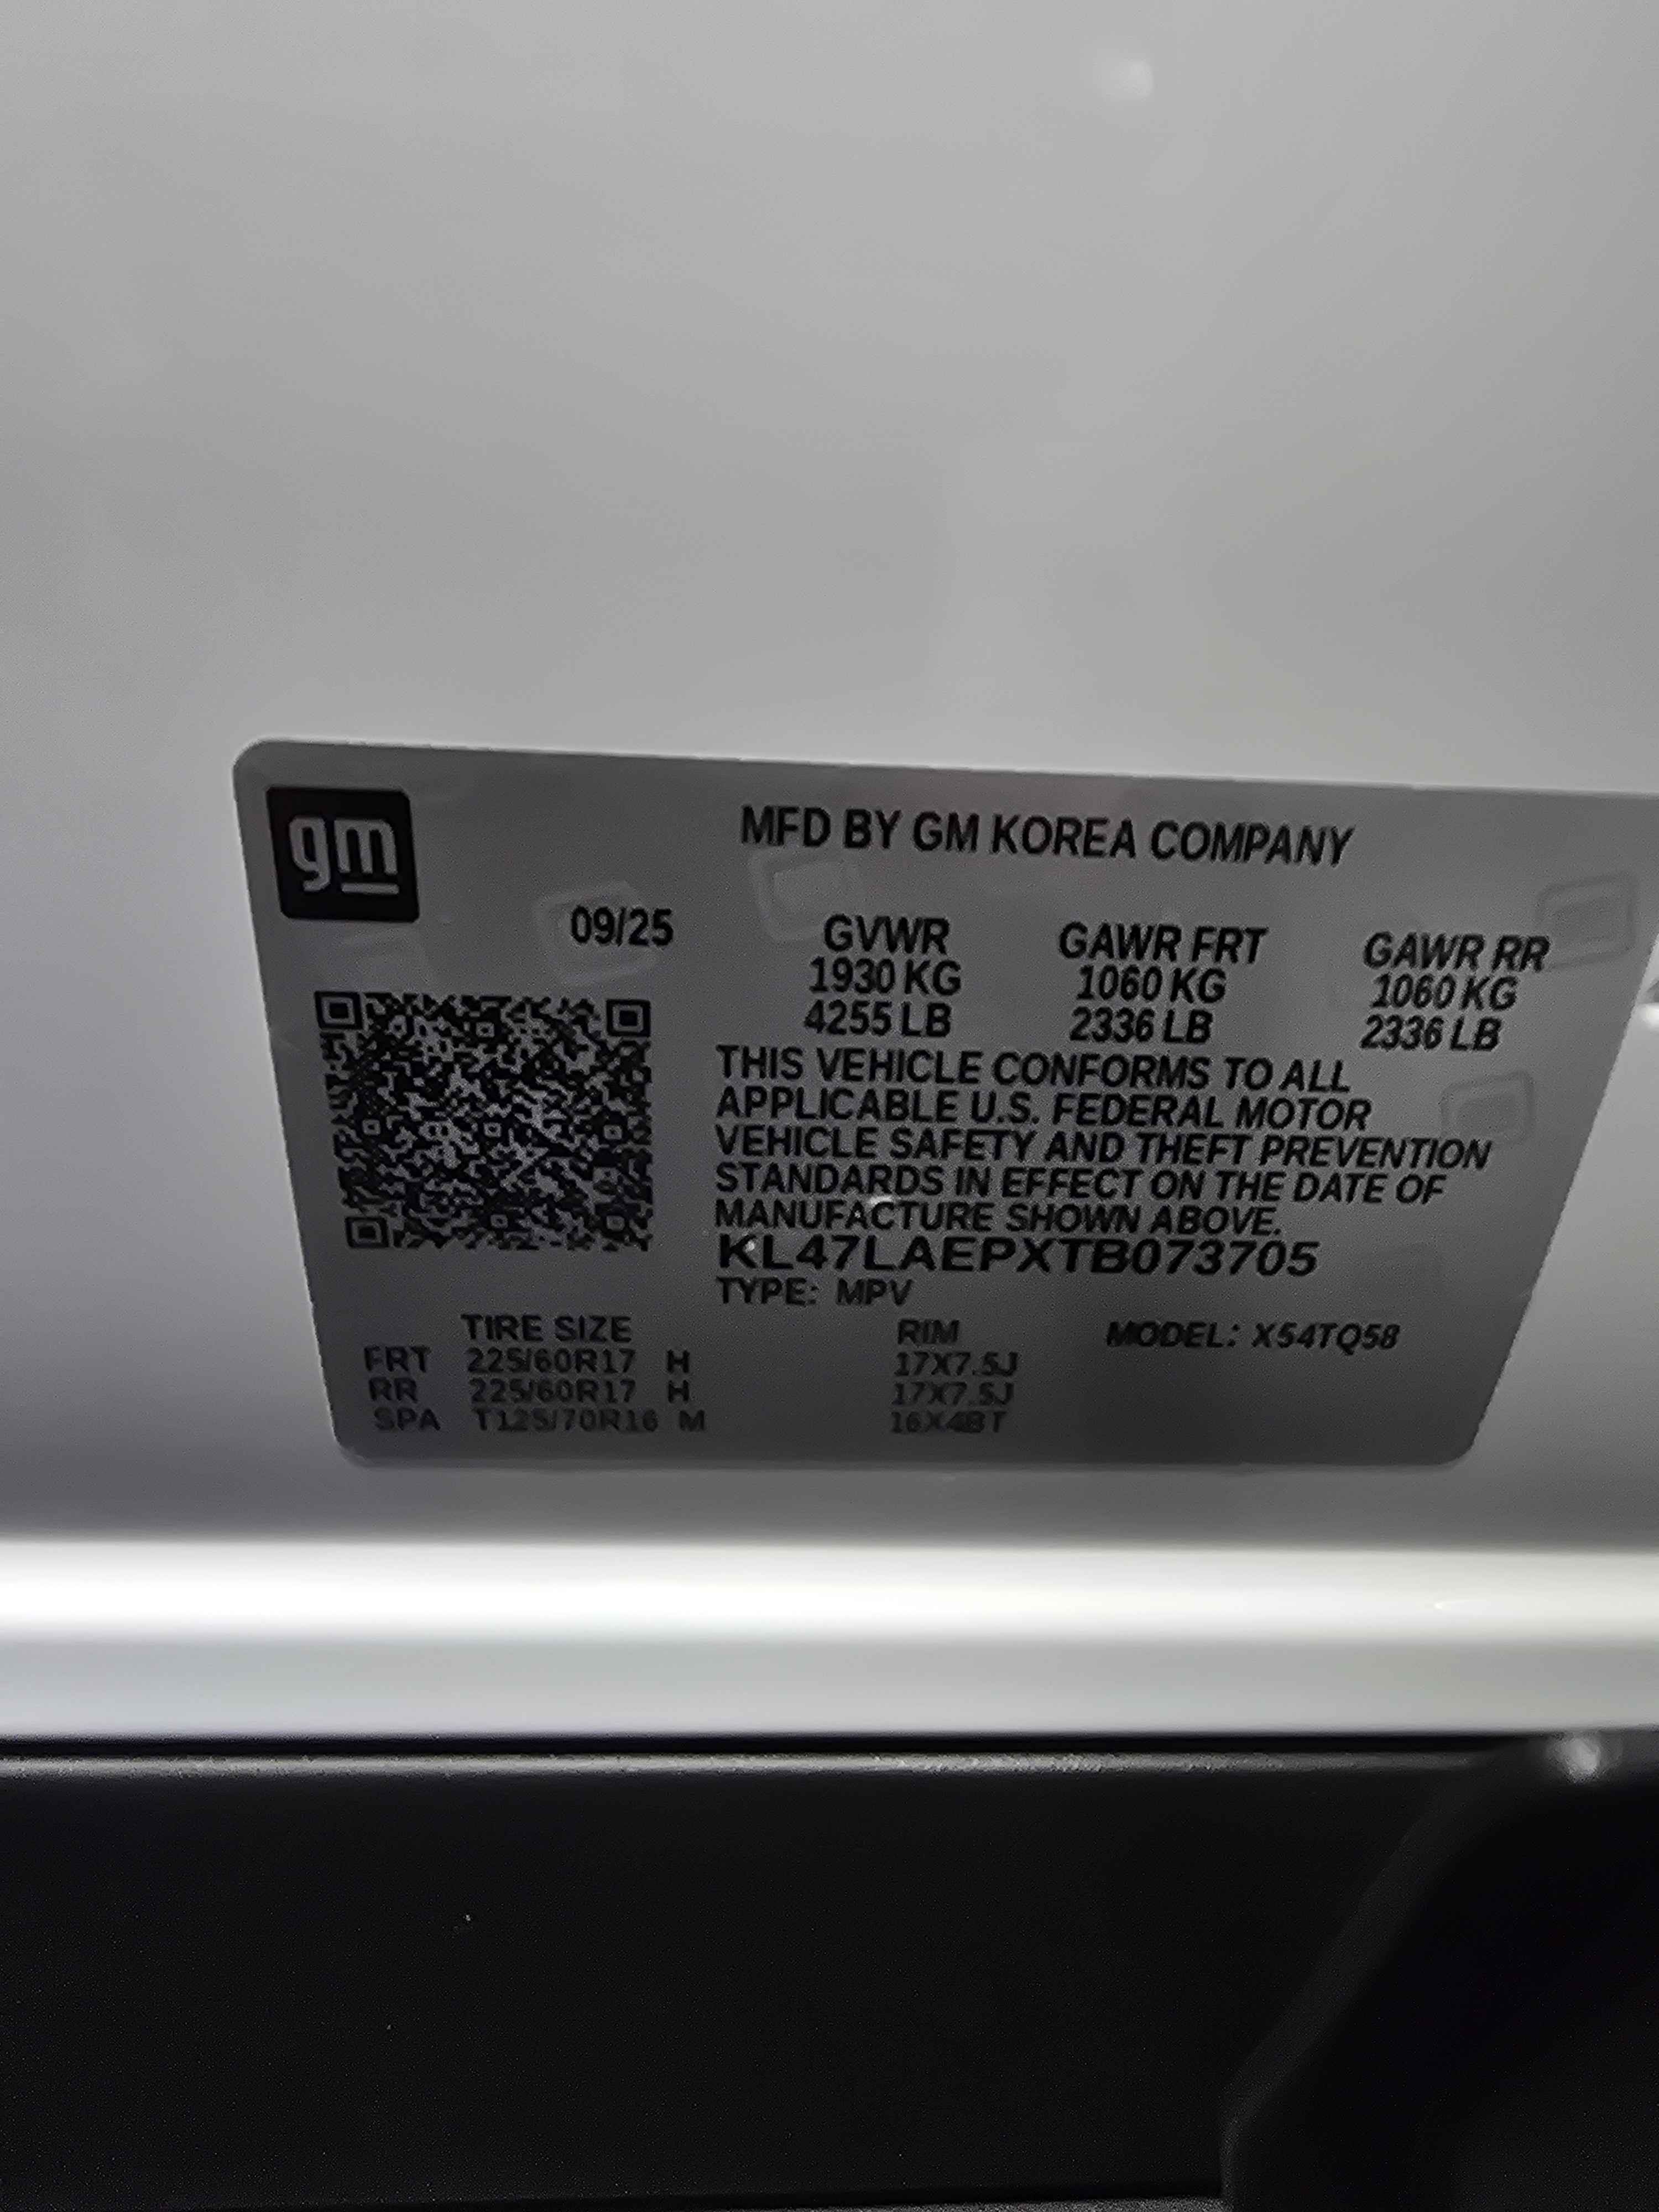 gm
MFD BY GM KOREA COMPANY
09/25 GVWR GAWR FRT GAWR RR
1930 KG 1060 KG 1060 KG
4255 LB 2336 LB 2336 LB
THIS VEHICLE CONFORMS TO ALL
APPLICABLE U.S. FEDERAL MOTOR
VEHICLE SAFETY AND THEFT PREVENTION
STANDARDS IN EFFECT ON THE DATE OF
MANUFACTURE SHOWN ABOVE.
KL47LAEPXTB073705
TYPE: MPV
TIRE SIZE RIM MODEL: X54TQ58
FRT 225/60R17 H 17X7.5J
RR 225/60R17 H 17X7.5J
SPA T125/70R16 M 16X4BT